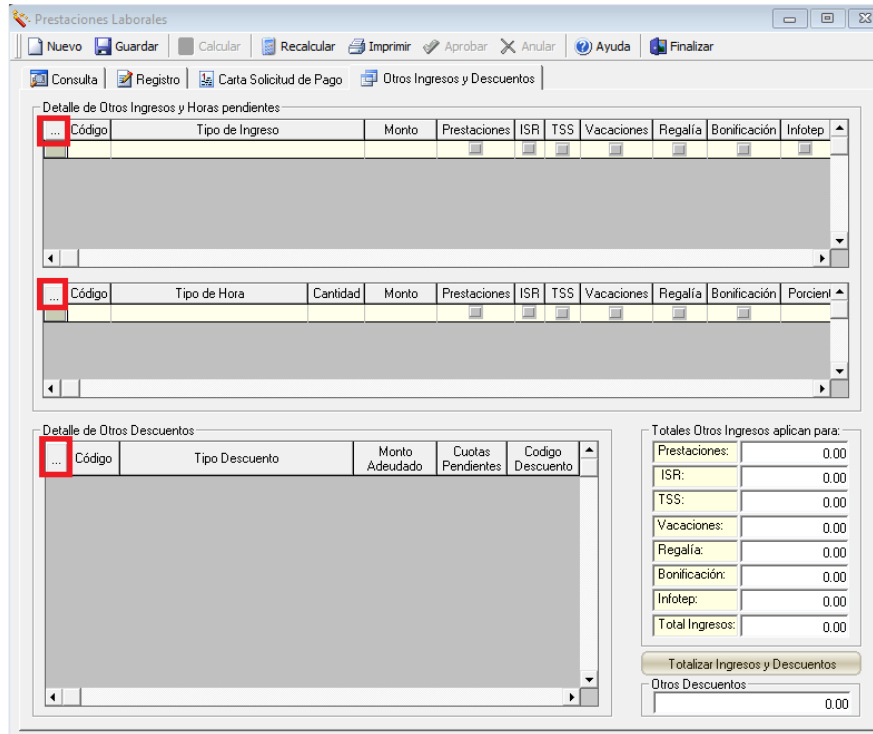 Prestaciones Laborales
Nuevo Guardar Calcular Recalcular Imprimir Aprobar Anular Ayuda Finalizar
Consulta Registro Carta Solicitud de Pago Otros Ingresos y Descuentos
Detalle de Otros Ingresos y Horas pendientes
... Código Tipo de Ingreso Monto Prestaciones ISR TSS Vacaciones Regalía Bonificación Infotep
... Código Tipo de Hora Cantidad Monto Prestaciones ISR TSS Vacaciones Regalía Bonificación Porcient
Detalle de Otros Descuentos
... Código Tipo Descuento Monto Adeudado Cuotas Pendientes Codigo Descuento
Totales Otros Ingresos aplican para:
Prestaciones: 0.00
ISR: 0.00
TSS: 0.00
Vacaciones: 0.00
Regalía: 0.00
Bonificación: 0.00
Infotep: 0.00
Total Ingresos: 0.00
Totalizar Ingresos y Descuentos
Otros Descuentos
0.00